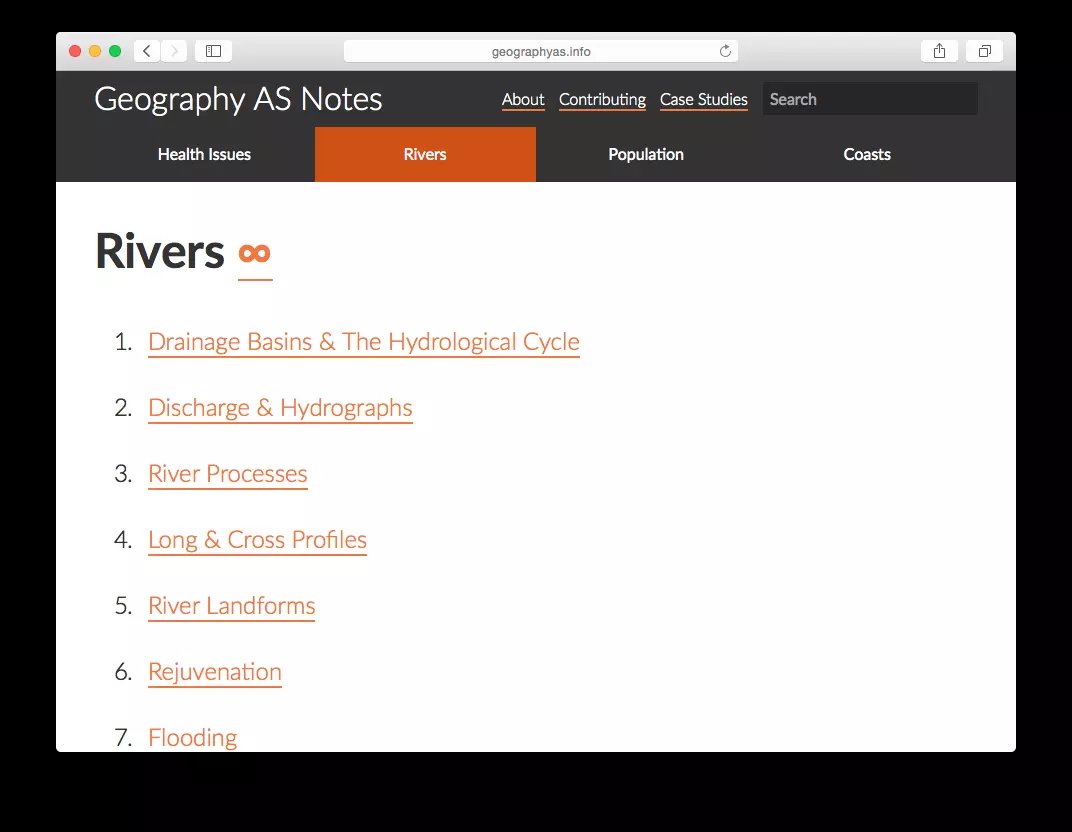 geographyas.info
Geography AS Notes
About Contributing Case Studies Search
Health Issues Rivers Population Coasts
Rivers ∞
1. Drainage Basins & The Hydrological Cycle
2. Discharge & Hydrographs
3. River Processes
4. Long & Cross Profiles
5. River Landforms
6. Rejuvenation
7. Flooding